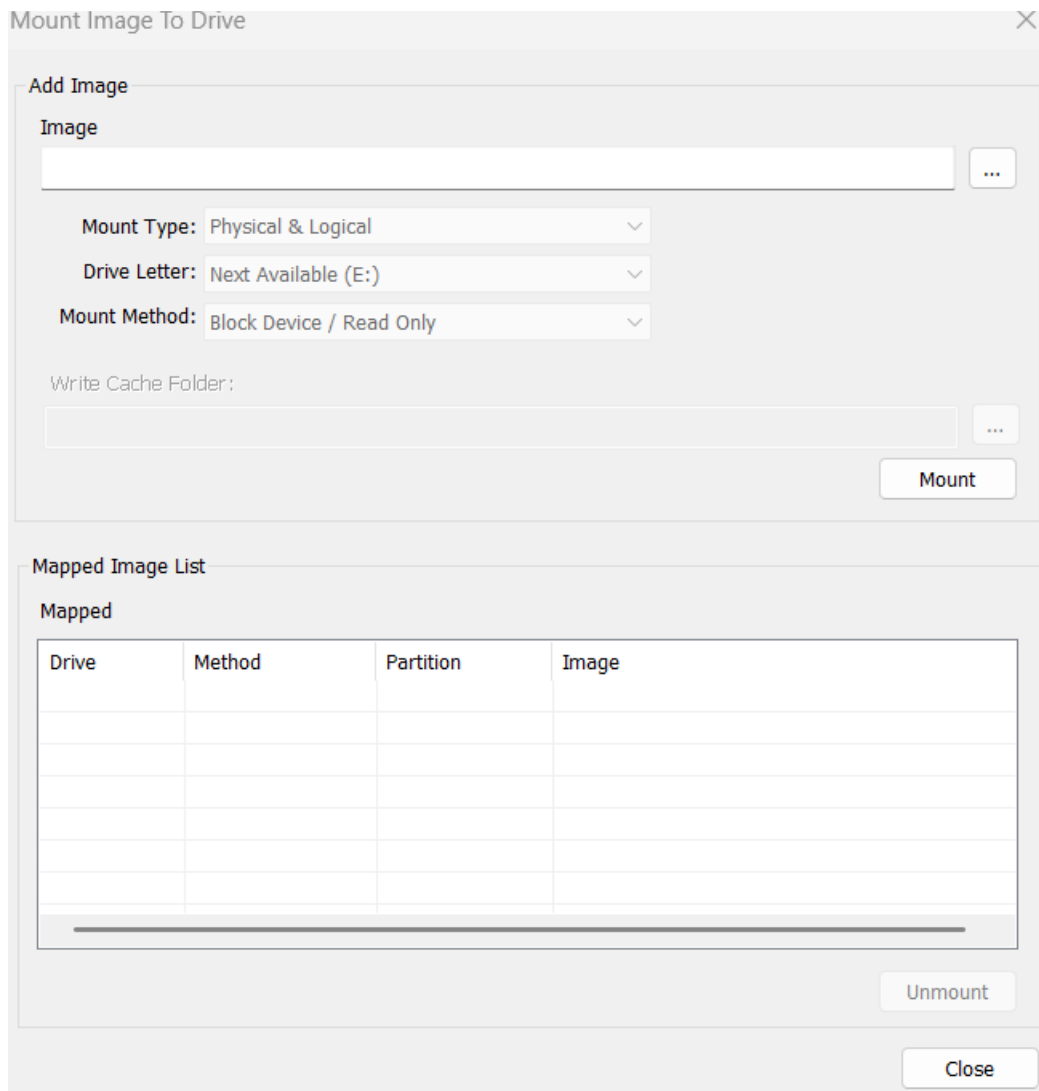 Mount Image To Drive
Add Image
Image
...
Mount Type: Physical & Logical
Drive Letter: Next Available (E:)
Mount Method: Block Device / Read Only
Write Cache Folder:
...
Mount
Mapped Image List
Mapped
Drive Method Partition Image
Unmount
Close